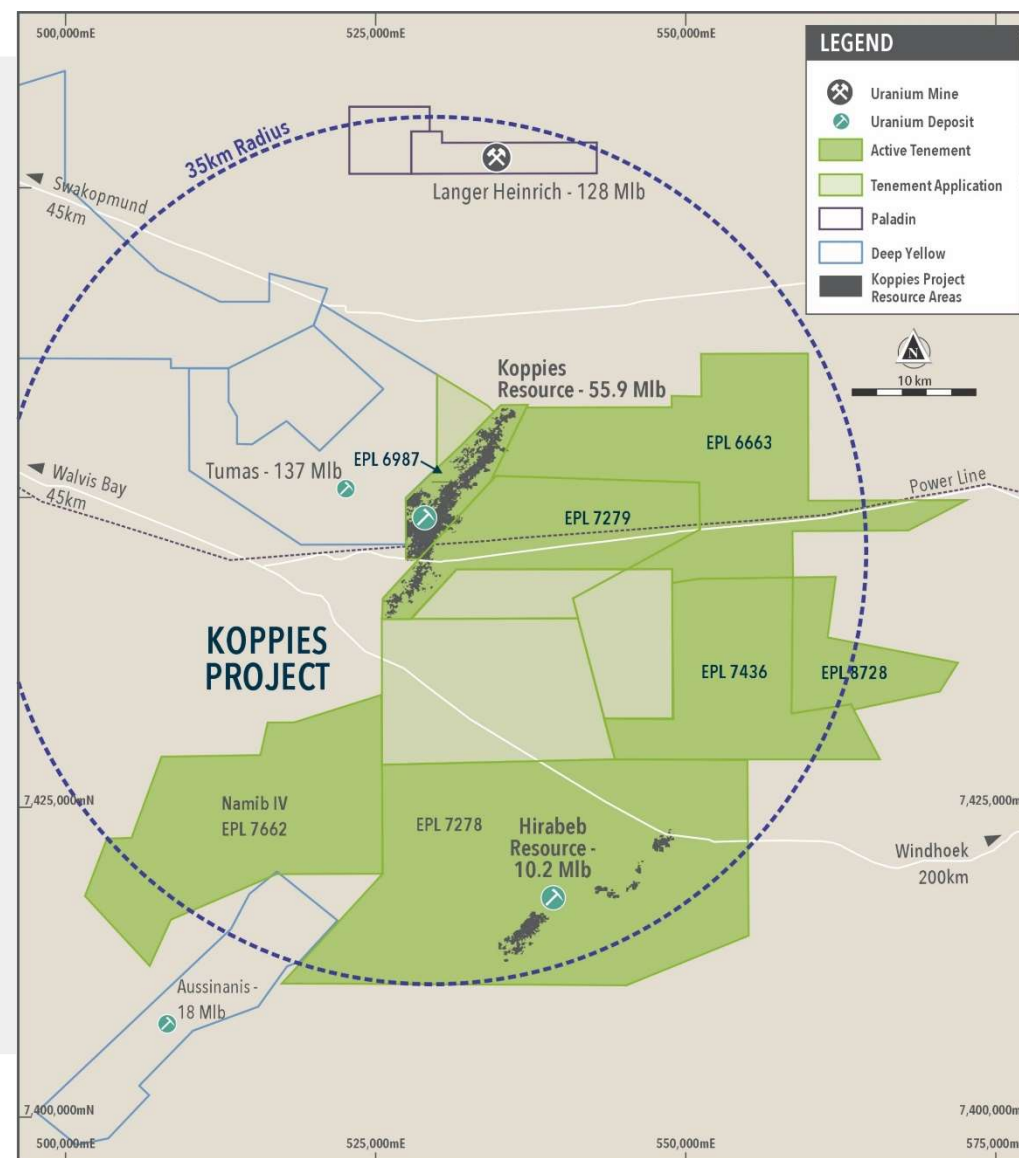 500,000mE
525,000mE
550,000mE
LEGEND
Uranium Mine
Uranium Deposit
Active Tenement
Tenement Application
Paladin
Deep Yellow
Koppies Project
Resource Areas
N
10 km
35km Radius
Langer Heinrich - 128 Mlb
Swakopmund
45km
Koppies
Resource - 55.9 Mlb
EPL 6663
EPL 6987
Tumas - 137 Mlb
Walvis Bay
45km
Power Line
EPL 7279
KOPPIES
PROJECT
EPL 7436
EPL 8728
7,425,000mN
7,425,000m
Namib IV
EPL 7662
EPL 7278
Hirabeb
Resource -
10.2 Mlb
Windhoek
200km
Aussinanis -
18 Mlb
7,400,000mN
7,400,000m
500,000mE
525,000mE
550,000mE
575,000m